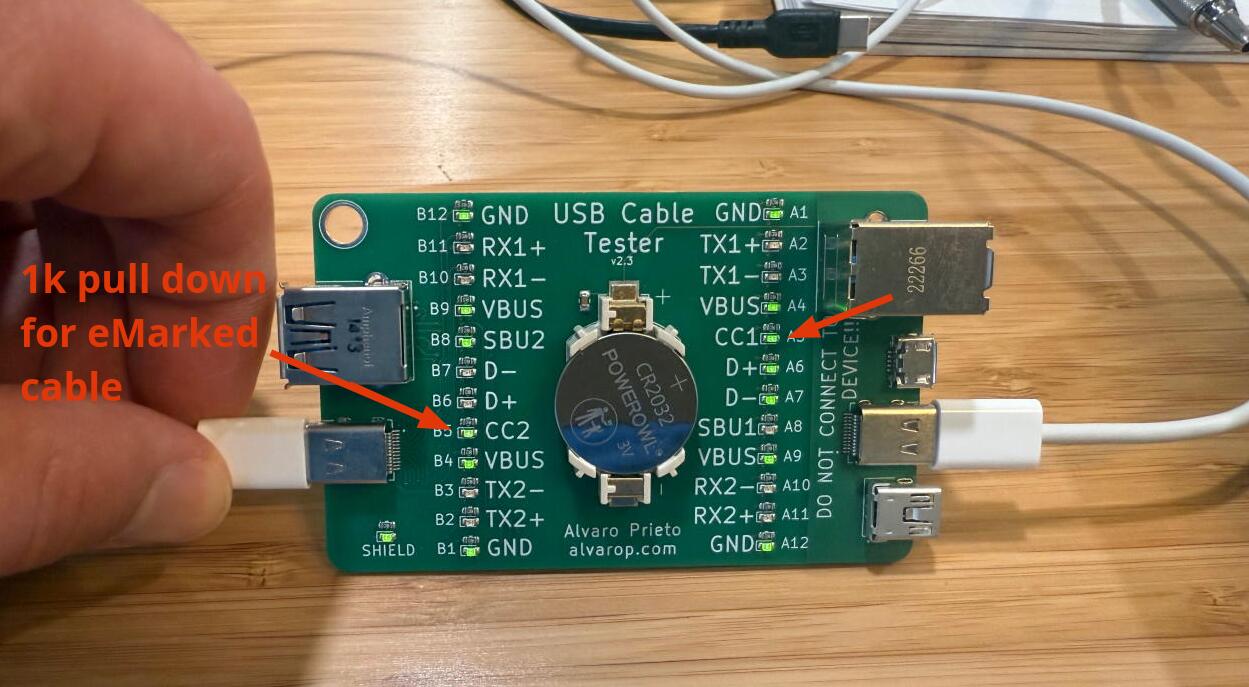 USB Cable
Tester
v2.3
B12 GND
B11 RX1+
B10 RX1-
B9 VBUS
B8 SBU2
B7 D-
B6 D+
B5 CC2
B4 VBUS
B3 TX2-
B2 TX2+
B1 GND
SHIELD
GND A1
TX1+ A2
TX1- A3
VBUS A4
CC1 A5
D+ A6
D- A7
SBU1 A8
VBUS A9
RX2- A10
RX2+ A11
GND A12
1k pull down
for eMarked
cable
+
CR2032
POWEROWL
3V
Alvaro Prieto
alvarop.com
DO NOT CONNECT
DEVICE!!
22266